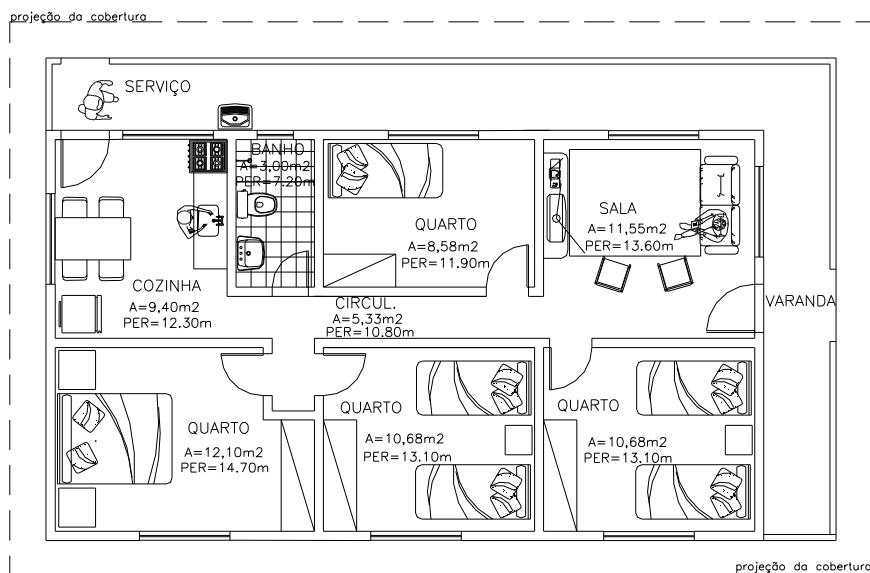 projeção da cobertura
SERVIÇO
BANHO
A=3,00m2
PER=7.20m
QUARTO
A=8,58m2
PER=11.90m
SALA
A=11,55m2
PER=13.60m
COZINHA
A=9,40m2
PER=12.30m
CIRCUL.
A=5,33m2
PER=10.80m
VARANDA
QUARTO
A=12,10m2
PER=14.70m
QUARTO
A=10,68m2
PER=13.10m
QUARTO
A=10,68m2
PER=13.10m
projeção da cobertura